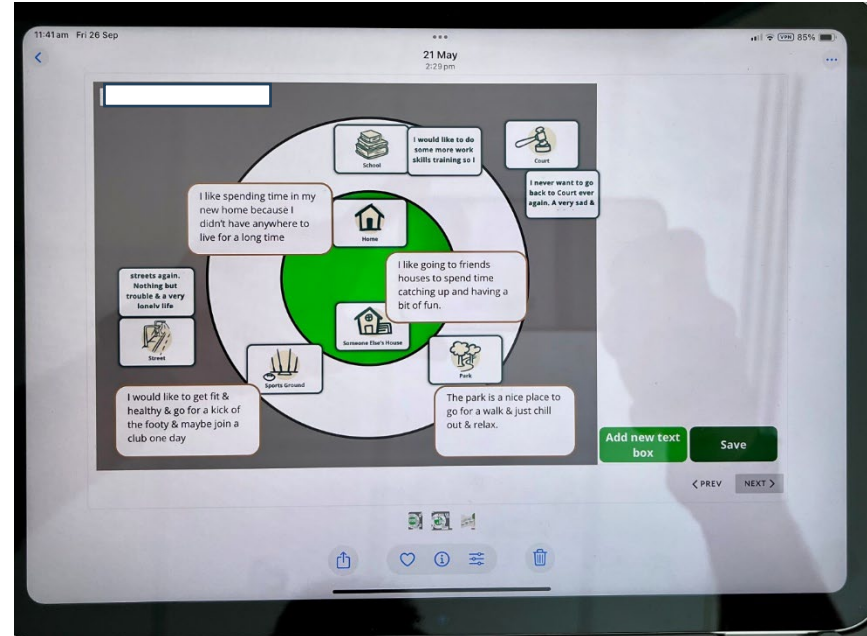 11:41 am Fri 26 Sep
VPN 85%
21 May
2:29 pm
School
I would like to do
some more work
skills training so I
Court
I never want to go
back to Court ever
again. A very sad &
I like spending time in my
new home because I
didn't have anywhere to
live for a long time
Home
I like going to friends
houses to spend time
catching up and having a
bit of fun.
streets again.
Nothing but
trouble & a very
lonely life
Street
Someone Else's House
Sports Ground
Park
I would like to get fit &
healthy & go for a kick of
the footy & maybe join a
club one day
The park is a nice place to
go for a walk & just chill
out & relax.
Add new text
box
Save
< PREV
NEXT >